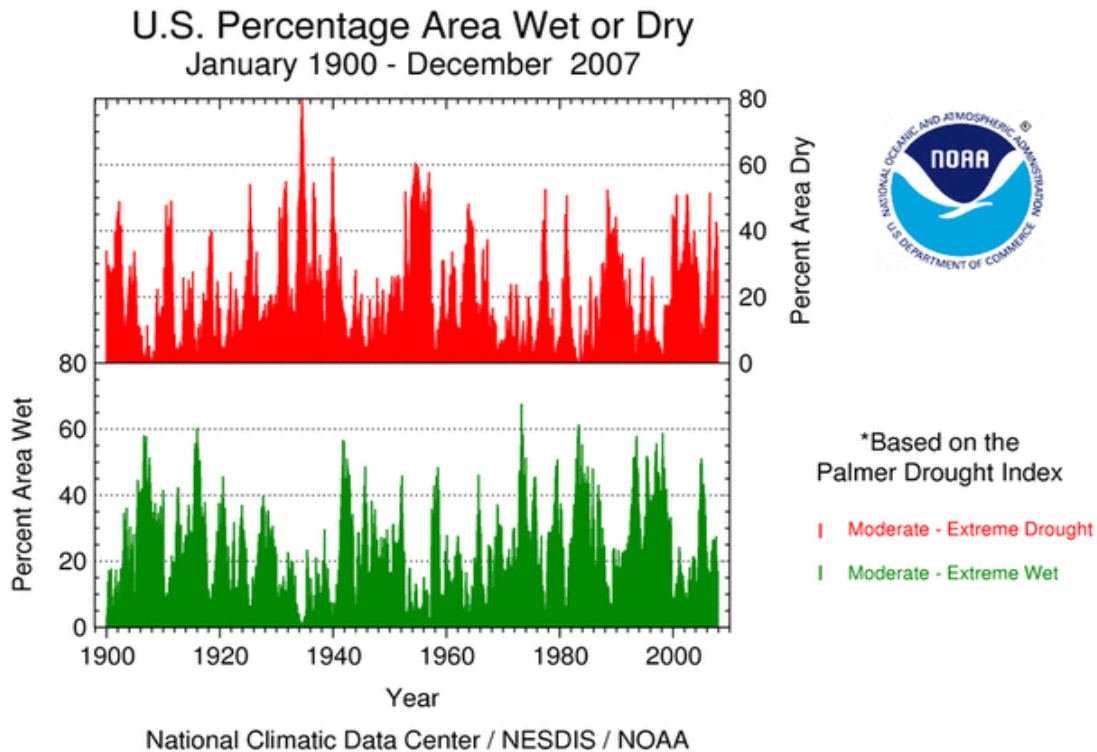 U.S. Percentage Area Wet or Dry
January 1900 - December 2007
80
60
40
20
0
Percent Area Dry
80
60
40
20
0
Percent Area Wet
1900 1920 1940 1960 1980 2000
Year
National Climatic Data Center / NESDIS / NOAA
NATIONAL OCEANIC AND ATMOSPHERIC ADMINISTRATION
®
NOAA
U.S. DEPARTMENT OF COMMERCE
*Based on the
Palmer Drought Index
Moderate - Extreme Drought
Moderate - Extreme Wet